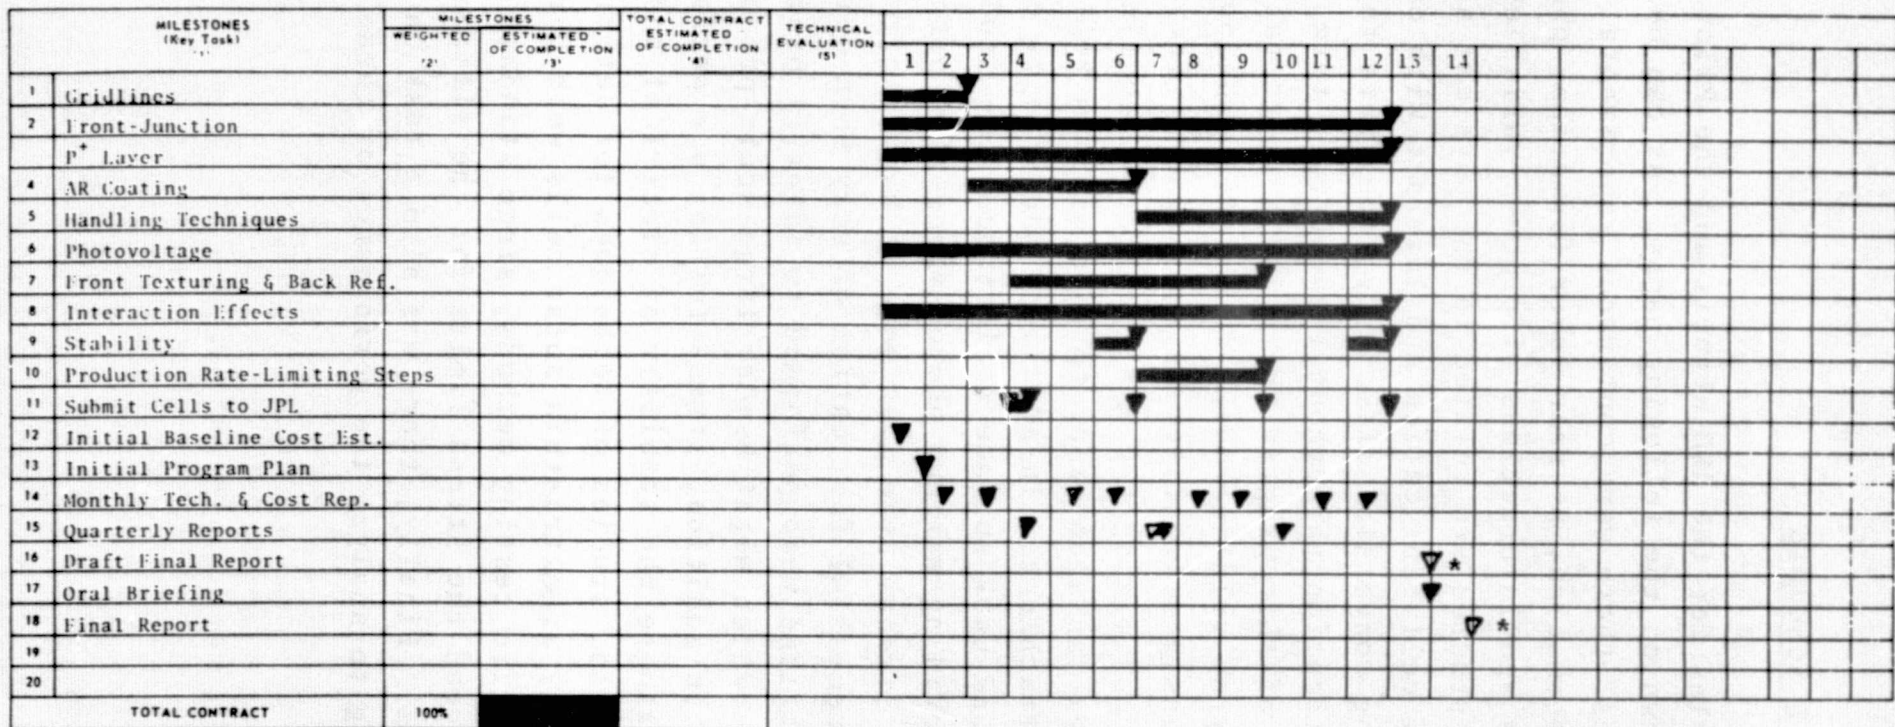 MILESTONES
(Key Task)
'1'
MILESTONES
WEIGHTED
'2'
ESTIMATED
OF COMPLETION
'3'
TOTAL CONTRACT
ESTIMATED
OF COMPLETION
'4'
TECHNICAL
EVALUATION
(5)
1 2 3 4 5 6 7 8 9 10 11 12 13 14
1 Gridlines
2 Front-Junction
P+ Layer
4 AR Coating
5 Handling Techniques
6 Photovoltage
7 Front Texturing & Back Ref.
8 Interaction Effects
9 Stability
10 Production Rate-Limiting Steps
11 Submit Cells to JPL
12 Initial Baseline Cost Est.
13 Initial Program Plan
14 Monthly Tech. & Cost Rep.
15 Quarterly Reports
16 Draft Final Report *
17 Oral Briefing
18 Final Report *
19
20
TOTAL CONTRACT 100%